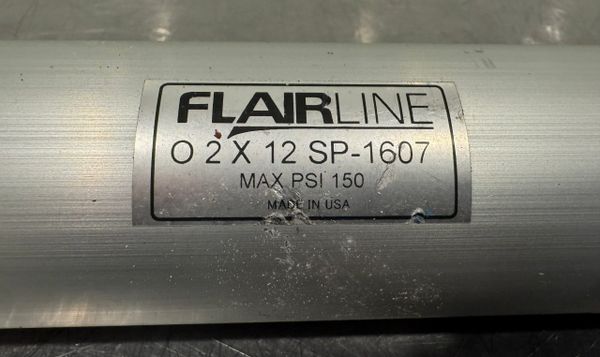 FLAIRLINE
O 2 X 12 SP-1607
MAX PSI 150
MADE IN USA